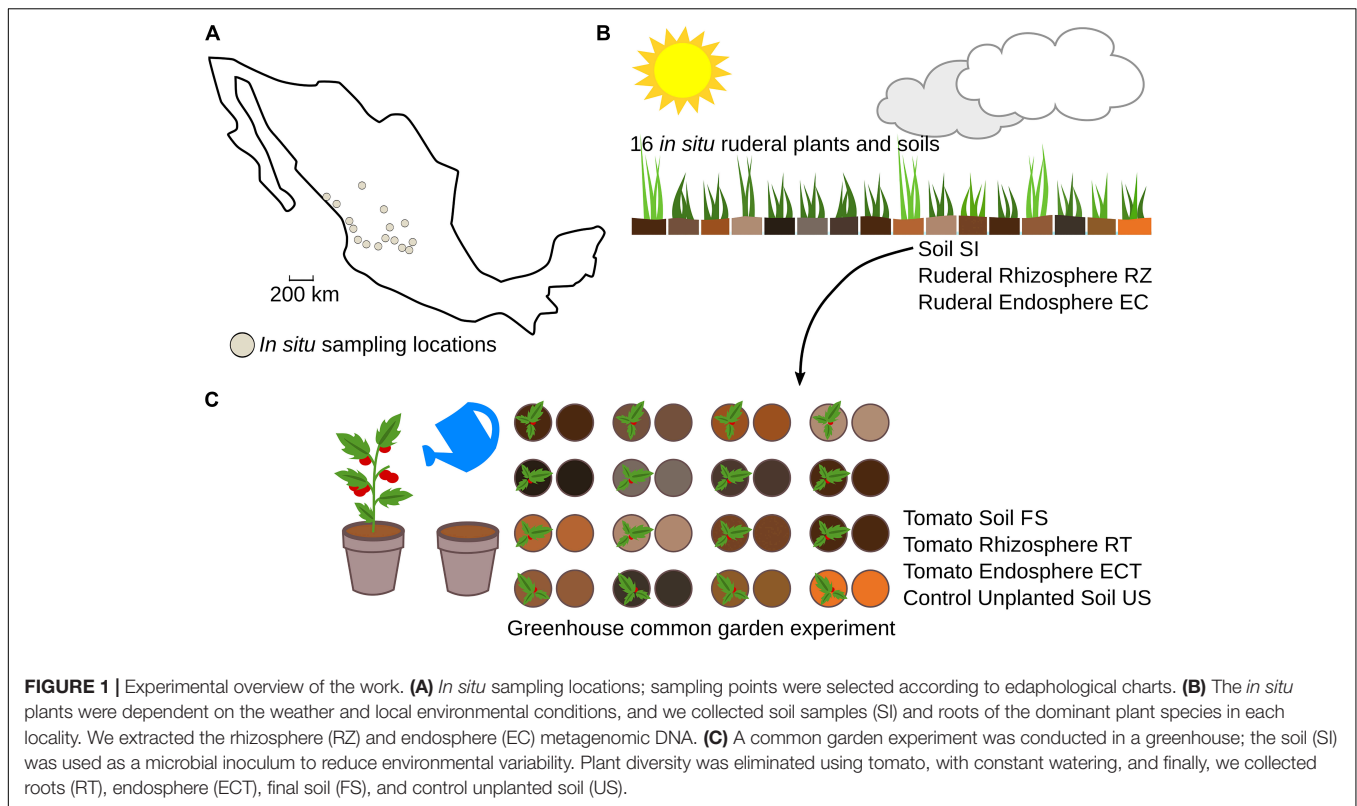 A
B
16 in situ ruderal plants and soils
200 km
In situ sampling locations
Soil SI
Ruderal Rhizosphere RZ
Ruderal Endosphere EC
C
Tomato Soil FS
Tomato Rhizosphere RT
Tomato Endosphere ECT
Control Unplanted Soil US
Greenhouse common garden experiment
FIGURE 1 | Experimental overview of the work. (A) In situ sampling locations; sampling points were selected according to edaphological charts. (B) The in situ
plants were dependent on the weather and local environmental conditions, and we collected soil samples (SI) and roots of the dominant plant species in each
locality. We extracted the rhizosphere (RZ) and endosphere (EC) metagenomic DNA. (C) A common garden experiment was conducted in a greenhouse; the soil (SI)
was used as a microbial inoculum to reduce environmental variability. Plant diversity was eliminated using tomato, with constant watering, and finally, we collected
roots (RT), endosphere (ECT), final soil (FS), and control unplanted soil (US).